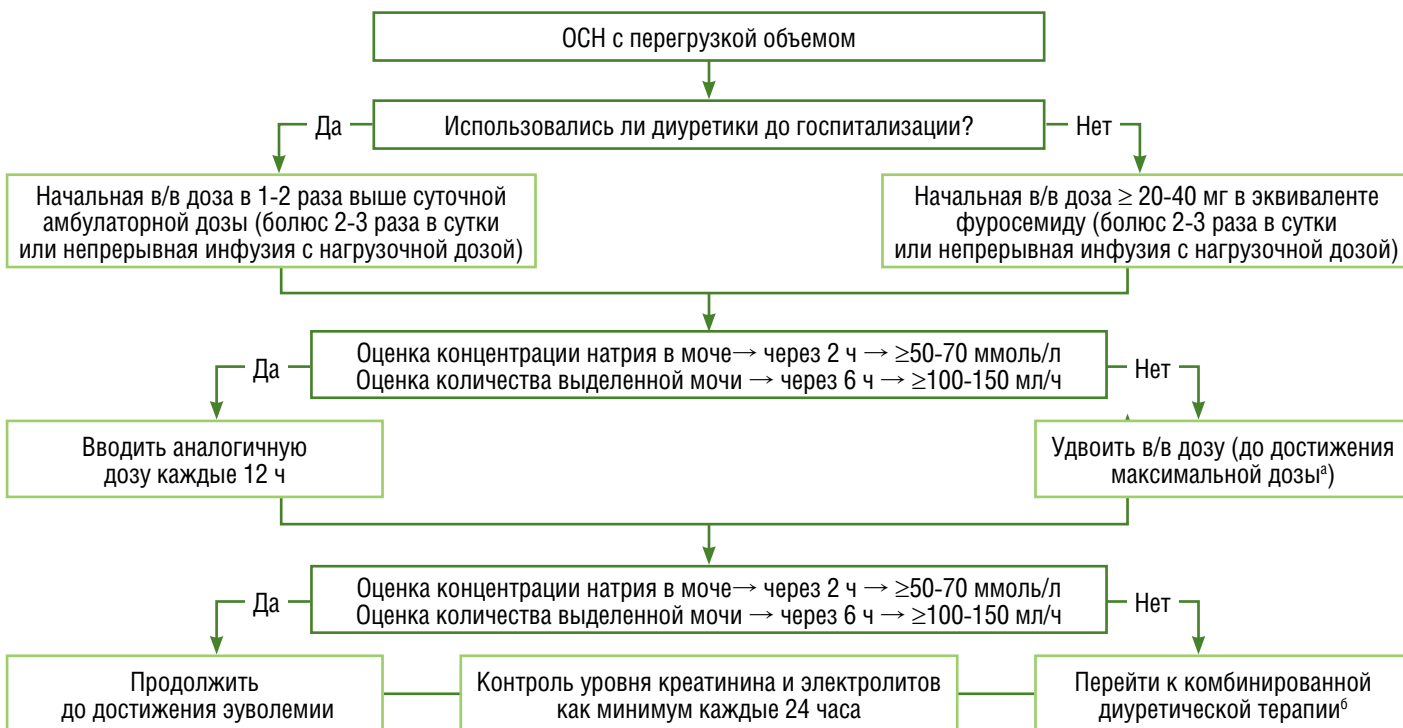 ОСН с перегрузкой объемом
Использовались ли диуретики до госпитализации?
Да
Нет
Начальная в/в доза в 1-2 раза выше суточной
амбулаторной дозы (болюс 2-3 раза в сутки
или непрерывная инфузия с нагрузочной дозой)
Начальная в/в доза ≥ 20-40 мг в эквиваленте
фуросемиду (болюс 2-3 раза в сутки
или непрерывная инфузия с нагрузочной дозой)
Оценка концентрации натрия в моче→ через 2 ч → ≥50-70 ммоль/л
Оценка количества выделенной мочи → через 6 ч → ≥100-150 мл/ч
Да
Нет
Вводить аналогичную
дозу каждые 12 ч
Удвоить в/в дозу (до достижения
максимальной дозыᵃ)
Оценка концентрации натрия в моче→ через 2 ч → ≥50-70 ммоль/л
Оценка количества выделенной мочи → через 6 ч → ≥100-150 мл/ч
Да
Нет
Продолжить
до достижения эуволемии
Контроль уровня креатинина и электролитов
как минимум каждые 24 часа
Перейти к комбинированной
диуретической терапииᵇ